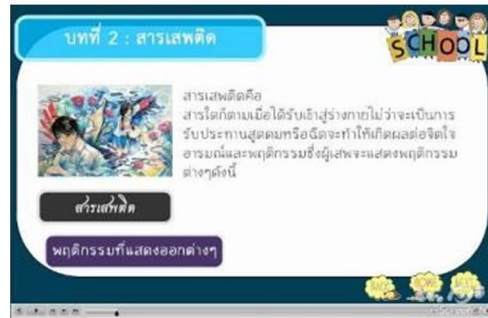 บทที่ 2 : สารเสพติด
SCHOOL
สารเสพติดคือ
สารใดก็ตามเมื่อได้รับเข้าสู่ร่างกายไม่ว่าจะเป็นการ
รับประทานสูดดมหรือฉีดจะทำให้เกิดผลต่อจิตใจ
อารมณ์และพฤติกรรมซึ่งผู้เสพจะแสดงพฤติกรรม
ต่างๆดังนี้
สารเสพติด
พฤติกรรมที่แสดงออกต่างๆ
BACK HOME NEXT